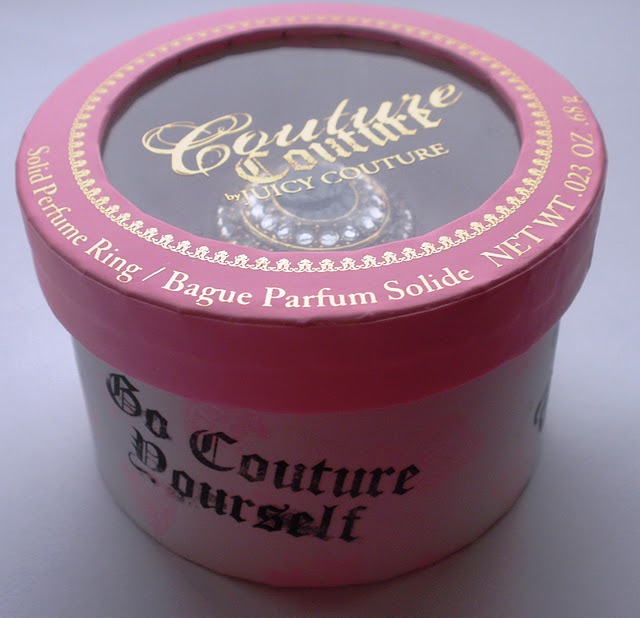 Couture
Couture
by JUICY COUTURE
Solid Perfume Ring / Bague Parfum Solide NET WT .023 OZ .68 g
Go Couture
Yourself